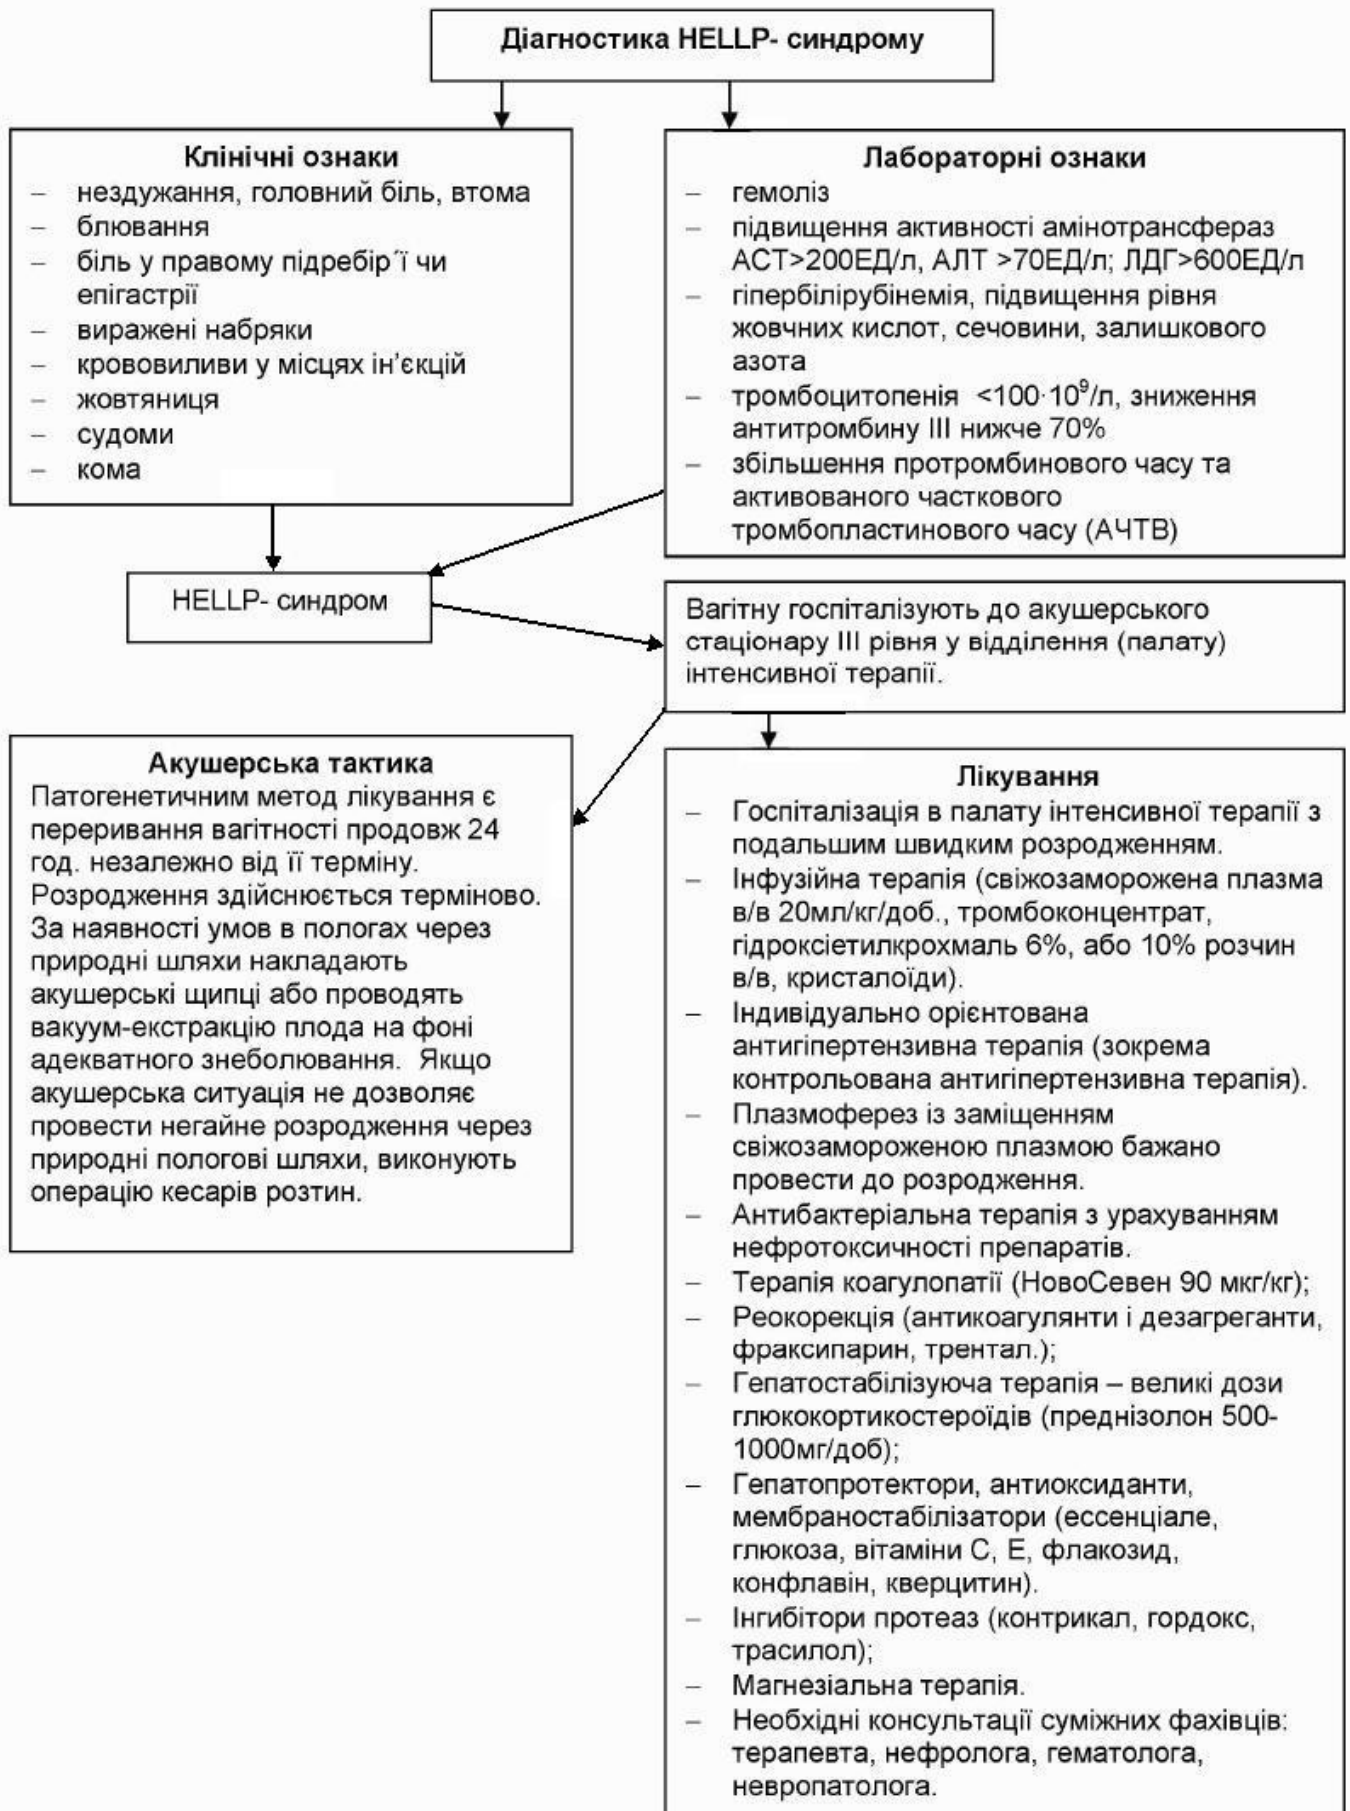 Діагностика HELLP- синдрому
Клінічні ознаки
– нездужання, головний біль, втома
– блювання
– біль у правому підребір´ї чи
епігастрії
– виражені набряки
– крововиливи у місцях ін’єкцій
– жовтяниця
– судоми
– кома
Лабораторні ознаки
– гемоліз
– підвищення активності амінотрансфераз
АСТ>200ЕД/л, АЛТ >70ЕД/л; ЛДГ>600ЕД/л
– гіпербілірубінемія, підвищення рівня
жовчних кислот, сечовини, залишкового
азота
– тромбоцитопенія <100·10⁹/л, зниження
антитромбину III нижче 70%
– збільшення протромбинового часу та
активованого часткового
тромбопластинового часу (АЧТВ)
HELLP- синдром
Вагітну госпіталізують до акушерського
стаціонару III рівня у відділення (палату)
інтенсивної терапії.
Акушерська тактика
Патогенетичним метод лікування є
переривання вагітності продовж 24
год. незалежно від її терміну.
Розродження здійснюється терміново.
За наявності умов в пологах через
природні шляхи накладають
акушерські щипці або проводять
вакуум-екстракцію плода на фоні
адекватного знеболювання. Якщо
акушерська ситуація не дозволяє
провести негайне розродження через
природні пологові шляхи, виконують
операцію кесарів розтин.
Лікування
– Госпіталізація в палату інтенсивної терапії з
подальшим швидким розродженням.
– Інфузійна терапія (свіжозаморожена плазма
в/в 20мл/кг/доб., тромбоконцентрат,
гідроксіетилкрохмаль 6%, або 10% розчин
в/в, кристалоїди).
– Індивідуально орієнтована
антигіпертензивна терапія (зокрема
контрольована антигіпертензивна терапія).
– Плазмоферез із заміщенням
свіжозамороженою плазмою бажано
провести до розродження.
– Антибактеріальна терапія з урахуванням
нефротоксичності препаратів.
– Терапія коагулопатії (НовоСевен 90 мкг/кг);
– Реокорекція (антикоагулянти і дезагреганти,
фраксипарин, трентал.);
– Гепатостабілізуюча терапія – великі дози
глюкокортикостероїдів (преднізолон 500-
1000мг/доб);
– Гепатопротектори, антиоксиданти,
мембраностабілізатори (ессенціале,
глюкоза, вітаміни С, Е, флакозид,
конфлавін, кверцитин).
– Інгибітори протеаз (контрикал, гордокс,
трасилол);
– Магнезіальна терапія.
– Необхідні консультації суміжних фахівців:
терапевта, нефролога, гематолога,
невропатолога.